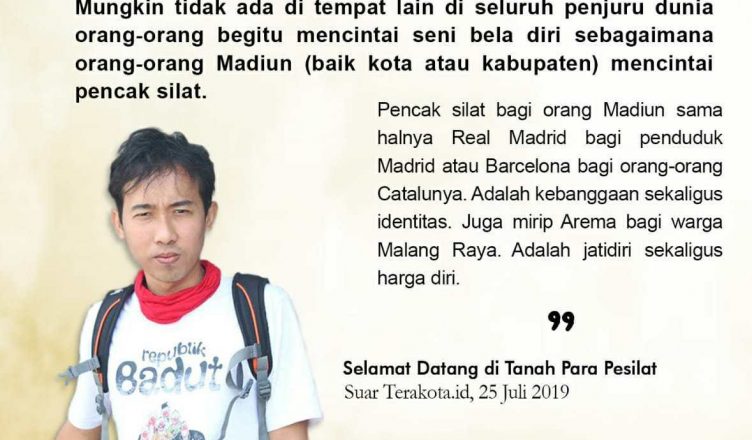 Mungkin tidak ada di tempat lain di seluruh penjuru dunia
orang-orang begitu mencintai seni bela diri sebagaimana
orang-orang Madiun (baik kota atau kabupaten) mencintai
pencak silat.
Pencak silat bagi orang Madiun sama
halnya Real Madrid bagi penduduk
Madrid atau Barcelona bagi orang-orang
Catalunya. Adalah kebanggaan sekaligus
identitas. Juga mirip Arema bagi warga
Malang Raya. Adalah jatidiri sekaligus
harga diri.
”
Selamat Datang di Tanah Para Pesilat
Suar Terakota.id, 25 Juli 2019
republik
Badut